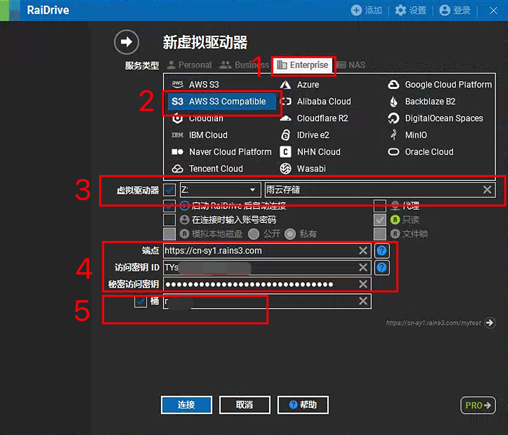 RaiDrive 添加 设置 登录
新虚拟驱动器
服务类型 Personal Business 1 Enterprise NAS
aws AWS S3 Azure Google Cloud Platform
2 S3 AWS S3 Compatible Alibaba Cloud Backblaze B2
Cloudian Cloudflare R2 DigitalOcean Spaces
IBM IBM Cloud IDrive e2 MinIO
Naver Cloud Platform NHN Cloud Oracle Cloud
Tencent Cloud Wasabi
3 虚拟驱动器 Z: 雨云存储
启动 RaiDrive 后自动连接 代理
在连接时输入账号密码 只读
模拟本地磁盘 公开 私有 文件锁
4 端点 https://cn-sy1.rains3.com
访问密钥 ID TYs
秘密访问密钥
5 桶 r
https://cn-sy1.rains3.com/mytest
连接 取消 帮助 PRO